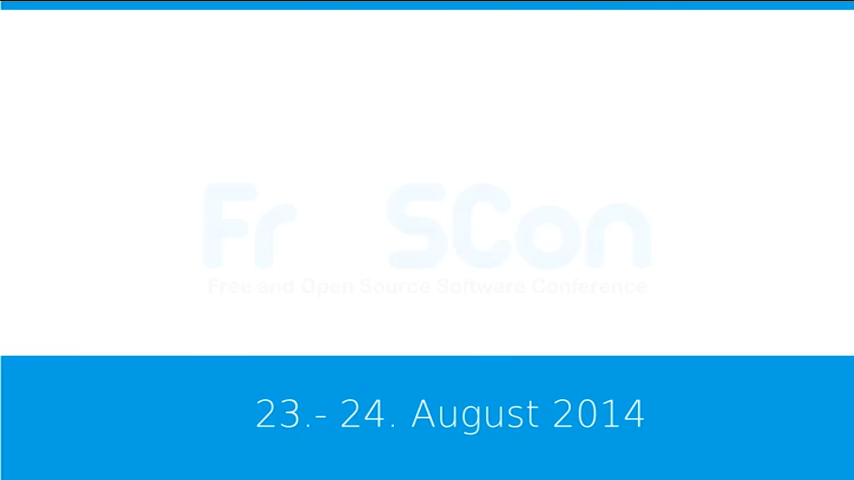 Fr SCon
Free and Open Source Software Conference
23.- 24. August 2014